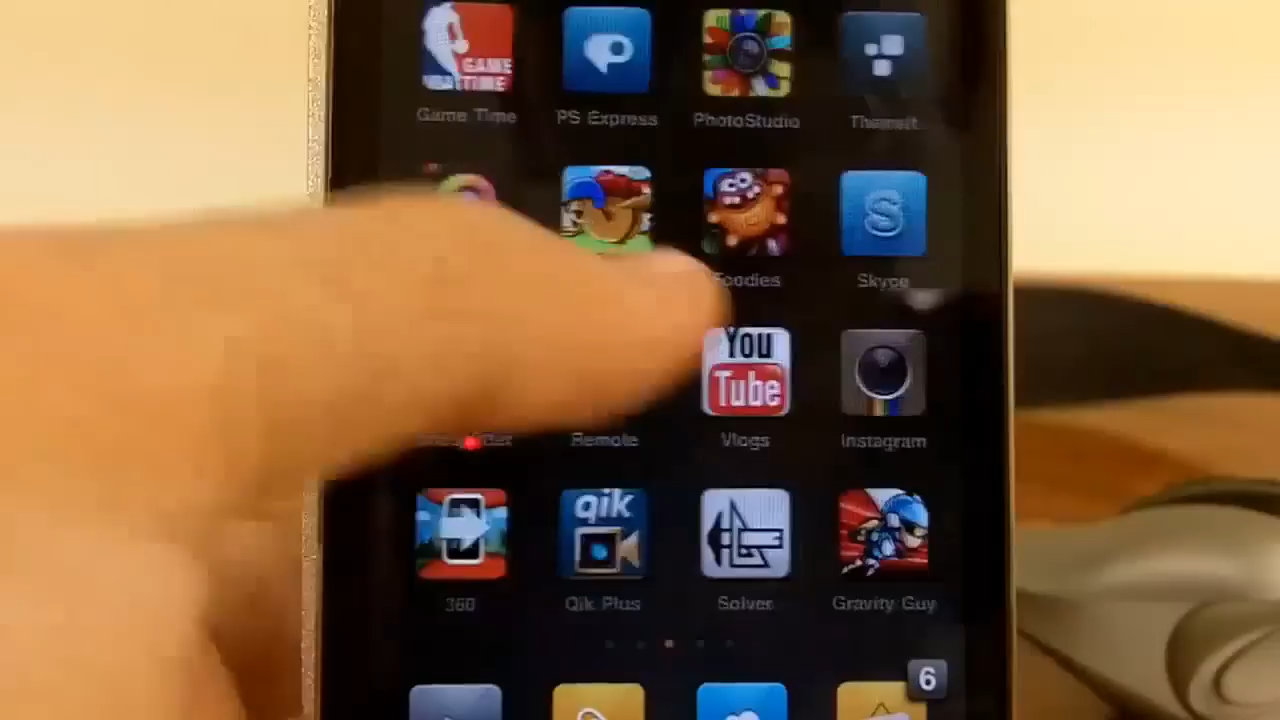 GAME
TIME
Game Time
PS Express
PhotoStudio
ThemeIt
S
Foodies
Skype
You
Tube
Remote
Vlogs
Instagram
qik
360
Qik Plus
Solver
Gravity Guy
6